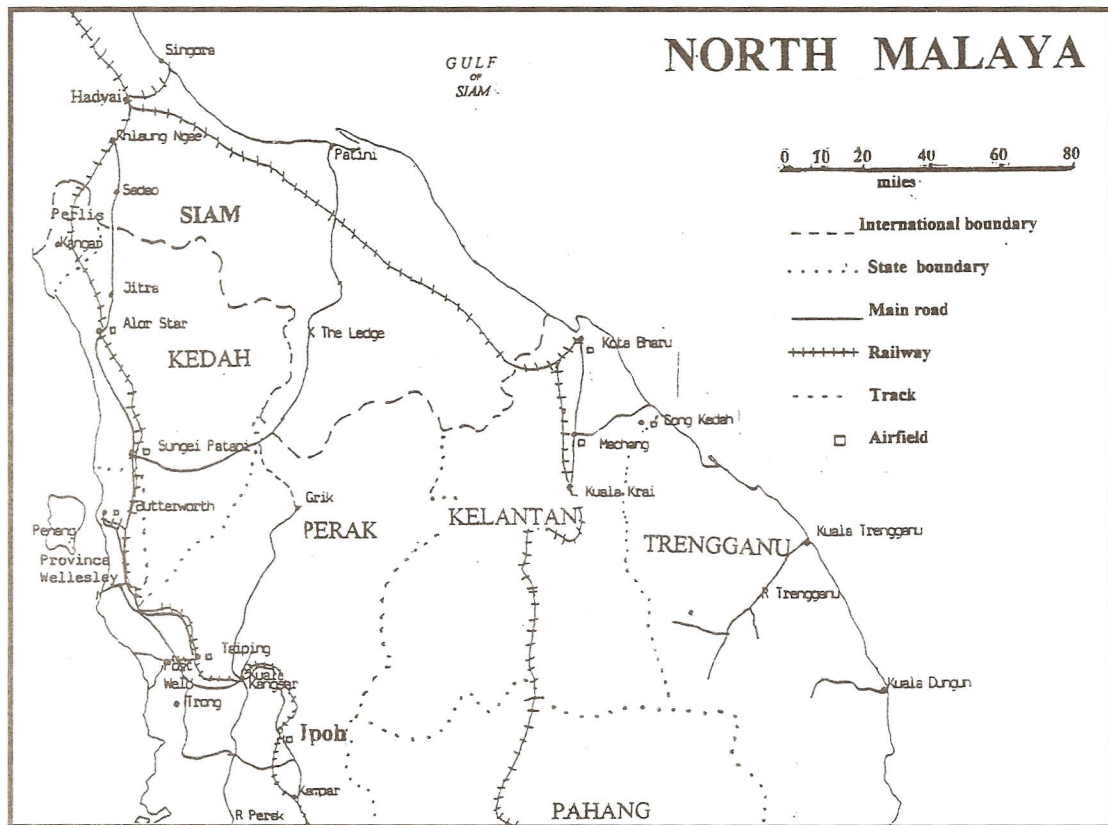 NORTH MALAYA
Singora
GULF
OF
SIAM
Hadyai
Khlaung Ngae
Patini
0 10 20 40 60 80
miles
Sadao
Perlis
SIAM
International boundary
Kangar
State boundary
Jitra
Main road
Alor Star
The Ledge
Kota Bharu
KEDAH
Railway
Track
Gong Kedah
Sungei Patani
Machang
Airfield
Grik
Kuala Krai
Butterworth
PERAK
KELANTAN
Penang
Kuala Trengganu
TRENGGANU
Province
Wellesley
R Trengganu
Taiping
Port
Weld
Kuala
Kangsar
Kuala Dungun
Trong
Ipoh
Kampar
R Perak
PAHANG